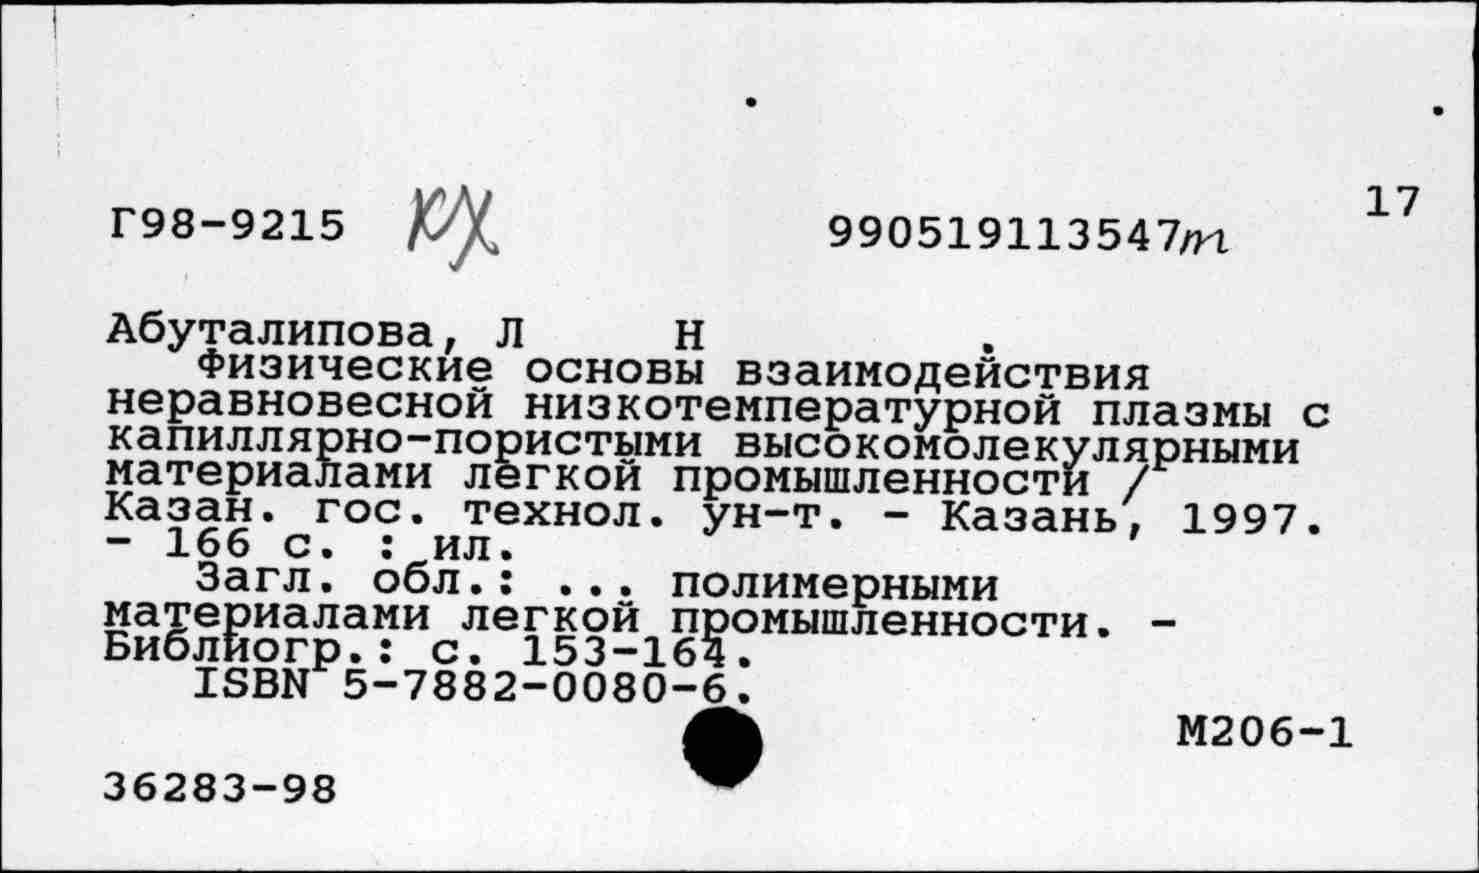 17
Г98-9215 КХ 990519113547m
Абуталипова, Л Н .
Физические основы взаимодействия
неравновесной низкотемпературной плазмы с
капиллярно-пористыми высокомолекулярными
материалами легкой промышленности /
Казан. гос. технол. ун-т. - Казань, 1997.
- 166 с. : ил.
Загл. обл.: ... полимерными
материалами легкой промышленности. -
Библиогр.: с. 153-164.
ISBN 5-7882-0080-6.
М206-1
36283-98